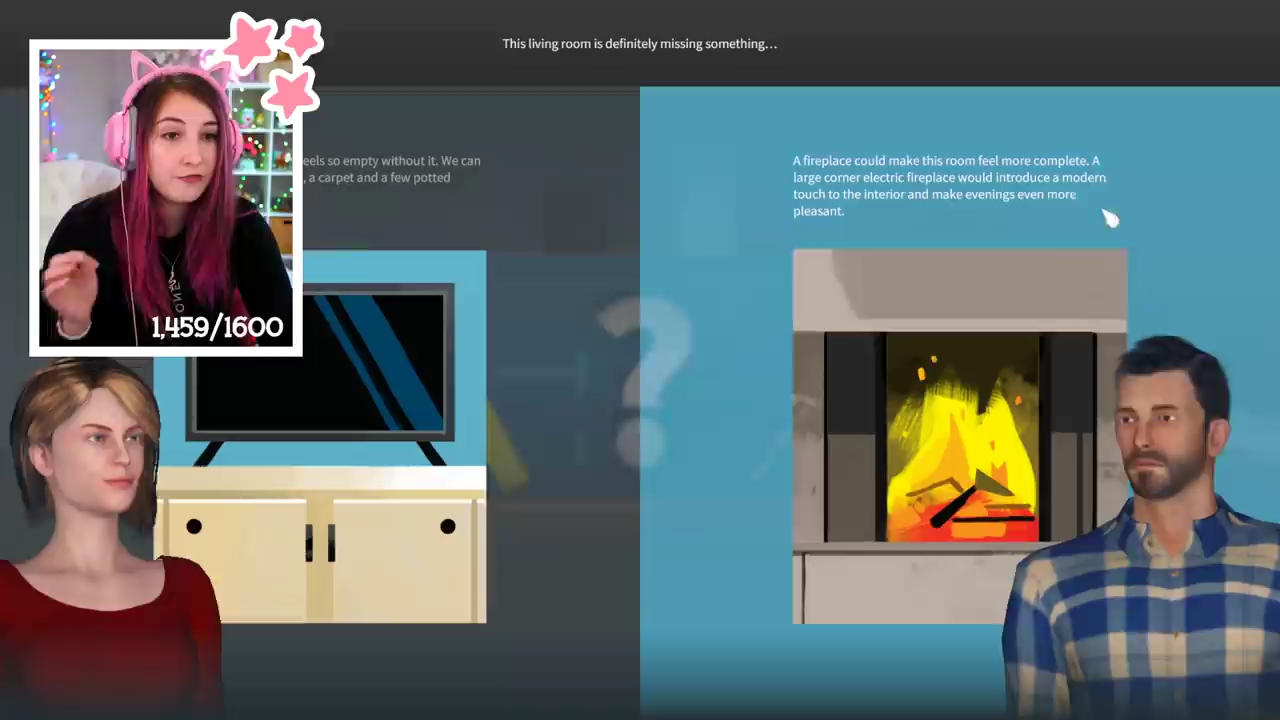 This living room is definitely missing something...
eels so empty without it. We can
, a carpet and a few potted
A fireplace could make this room feel more complete. A
large corner electric fireplace would introduce a modern
touch to the interior and make evenings even more
pleasant.
1,459/1600